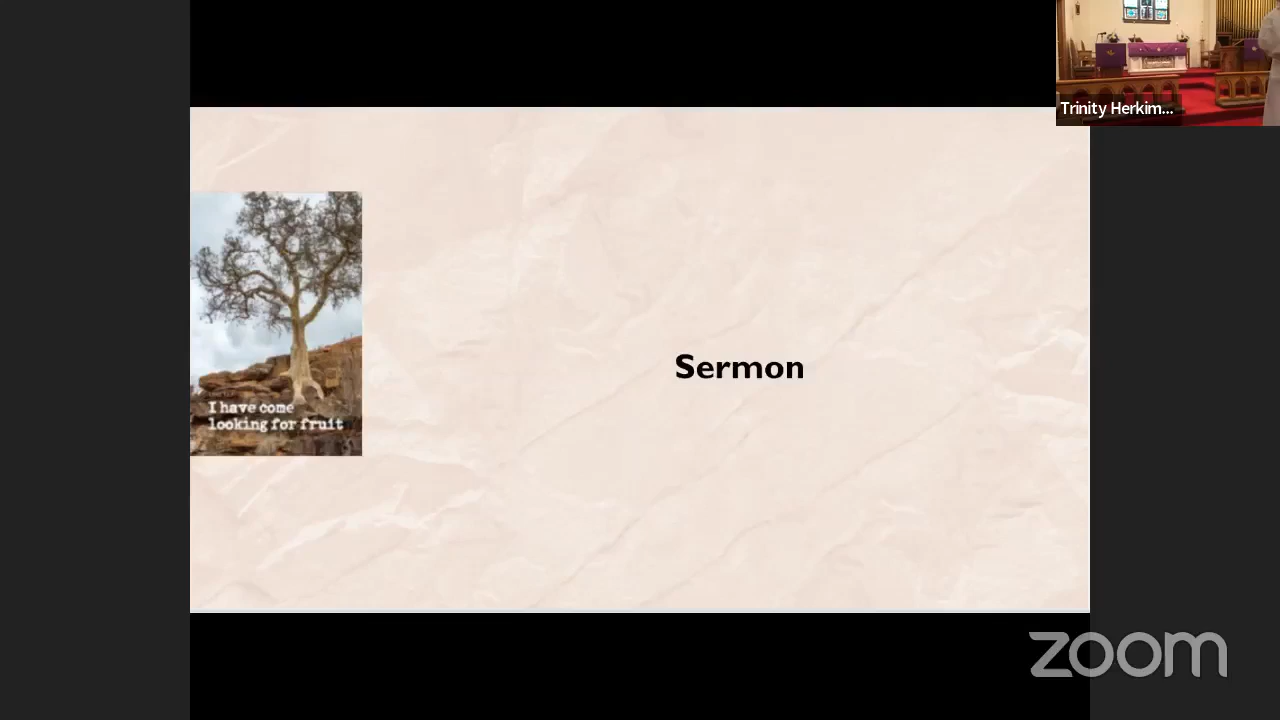 Trinity Herkim...
Sermon
I have come
looking for fruit
zoom